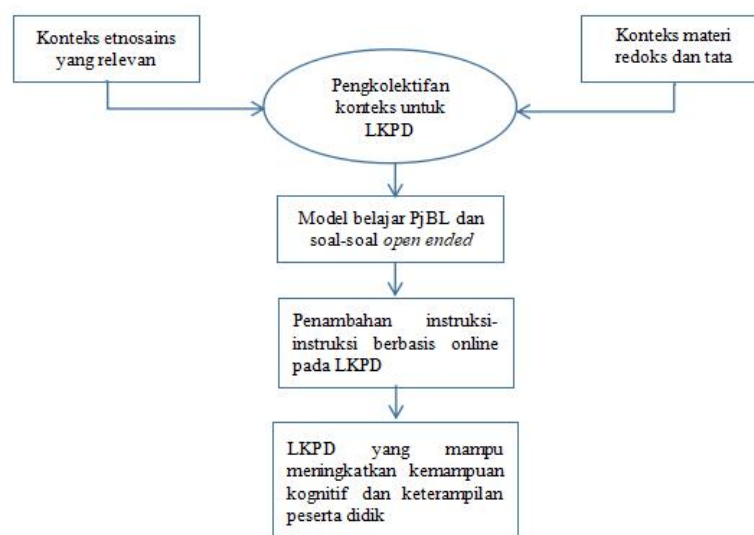 Konteks etnosains
yang relevan
Konteks materi
redoks dan tata
Pengkolektifan
konteks untuk
LKPD
Model belajar PjBL dan
soal-soal open ended
Penambahan instruksi-
instruksi berbasis online
pada LKPD
LKPD yang mampu
meningkatkan kemampuan
kognitif dan keterampilan
peserta didik